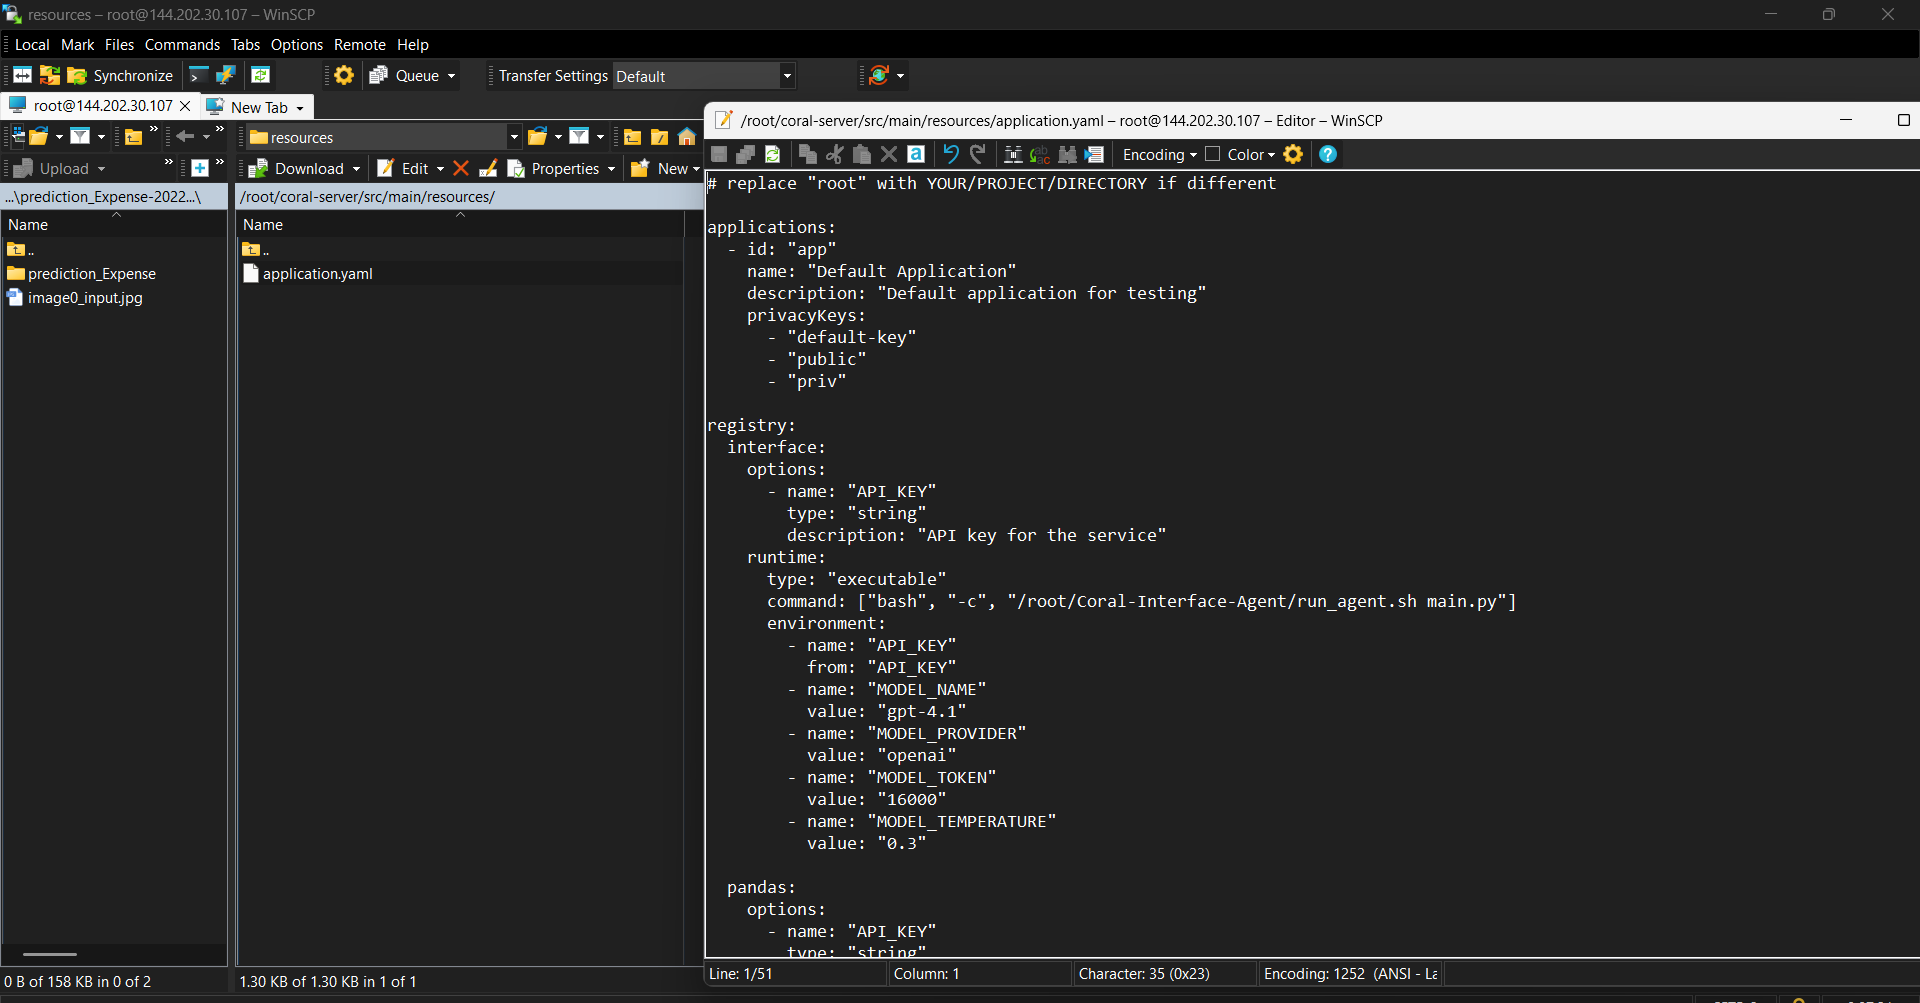 resources – root@144.202.30.107 – WinSCP
Local Mark Files Commands Tabs Options Remote Help
Synchronize Queue Transfer Settings Default
root@144.202.30.107 New Tab
resources
Upload Download Edit Properties New
...\prediction_Expense-2022...\
Name
..
prediction_Expense
image0_input.jpg
0 B of 158 KB in 0 of 2
/root/coral-server/src/main/resources/
Name
..
application.yaml
1.30 KB of 1.30 KB in 1 of 1
/root/coral-server/src/main/resources/application.yaml – root@144.202.30.107 – Editor – WinSCP
Encoding Color
# replace "root" with YOUR/PROJECT/DIRECTORY if different
applications:
- id: "app"
name: "Default Application"
description: "Default application for testing"
privacyKeys:
- "default-key"
- "public"
- "priv"
registry:
interface:
options:
- name: "API_KEY"
type: "string"
description: "API key for the service"
runtime:
type: "executable"
command: ["bash", "-c", "/root/Coral-Interface-Agent/run_agent.sh main.py"]
environment:
- name: "API_KEY"
from: "API_KEY"
- name: "MODEL_NAME"
value: "gpt-4.1"
- name: "MODEL_PROVIDER"
value: "openai"
- name: "MODEL_TOKEN"
value: "16000"
- name: "MODEL_TEMPERATURE"
value: "0.3"
pandas:
options:
- name: "API_KEY"
type: "string"
Line: 1/51 Column: 1 Character: 35 (0x23) Encoding: 1252 (ANSI - La